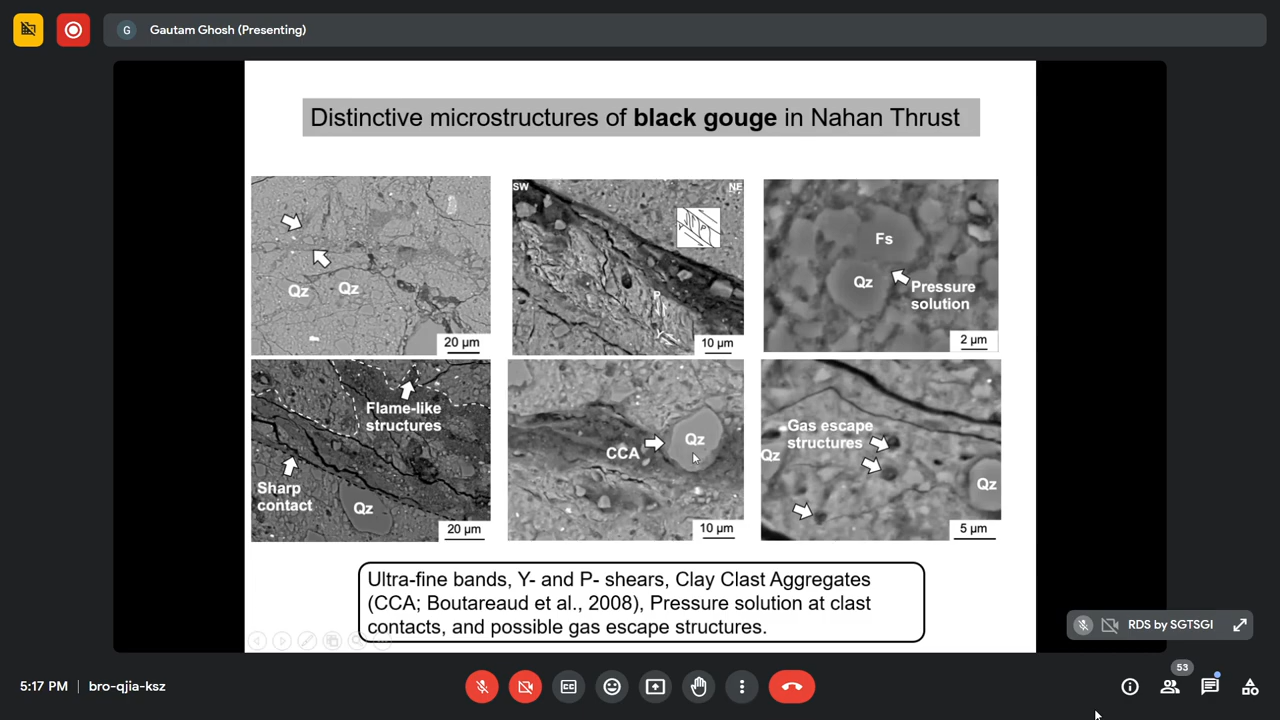 G Gautam Ghosh (Presenting)
Distinctive microstructures of black gouge in Nahan Thrust
Qz
Qz
20 µm
SW
NE
P
P
Y
10 µm
Fs
Qz
Pressure
solution
2 µm
Flame-like
structures
Sharp
contact
Qz
20 µm
CCA
Qz
10 µm
Gas escape
structures
Qz
Qz
5 µm
Ultra-fine bands, Y- and P- shears, Clay Clast Aggregates
(CCA; Boutareaud et al., 2008), Pressure solution at clast
contacts, and possible gas escape structures.
RDS by SGTSGI
53
5:17 PM | bro-qjia-ksz
CC